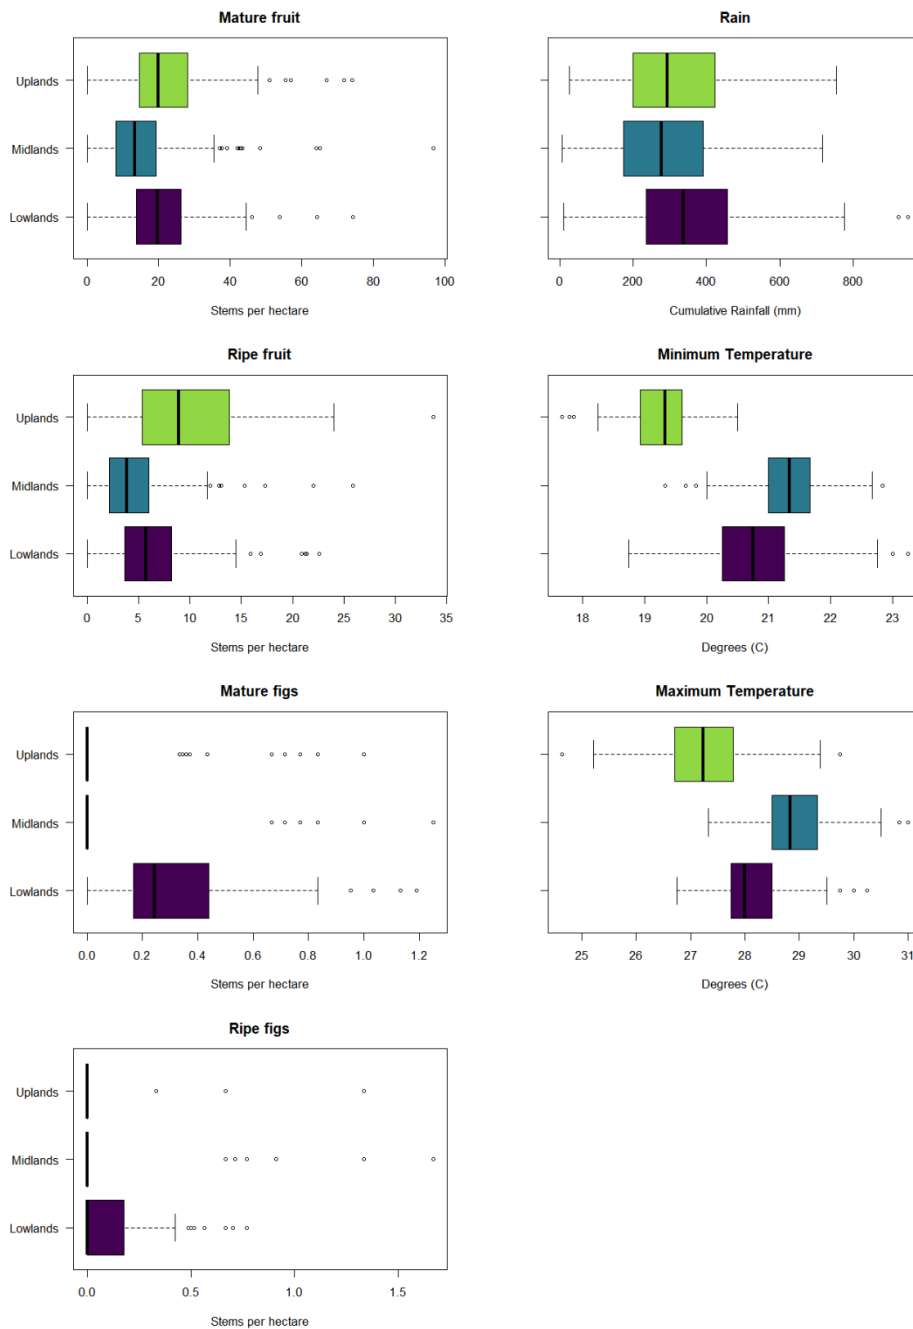 Mature fruit
Uplands
Midlands
Lowlands
0 20 40 60 80 100
Stems per hectare
Rain
0 200 400 600 800
Cumulative Rainfall (mm)
Ripe fruit
Uplands
Midlands
Lowlands
0 5 10 15 20 25 30 35
Stems per hectare
Minimum Temperature
18 19 20 21 22 23
Degrees (C)
Mature figs
Uplands
Midlands
Lowlands
0.0 0.2 0.4 0.6 0.8 1.0 1.2
Stems per hectare
Maximum Temperature
25 26 27 28 29 30 31
Degrees (C)
Ripe figs
Uplands
Midlands
Lowlands
0.0 0.5 1.0 1.5
Stems per hectare